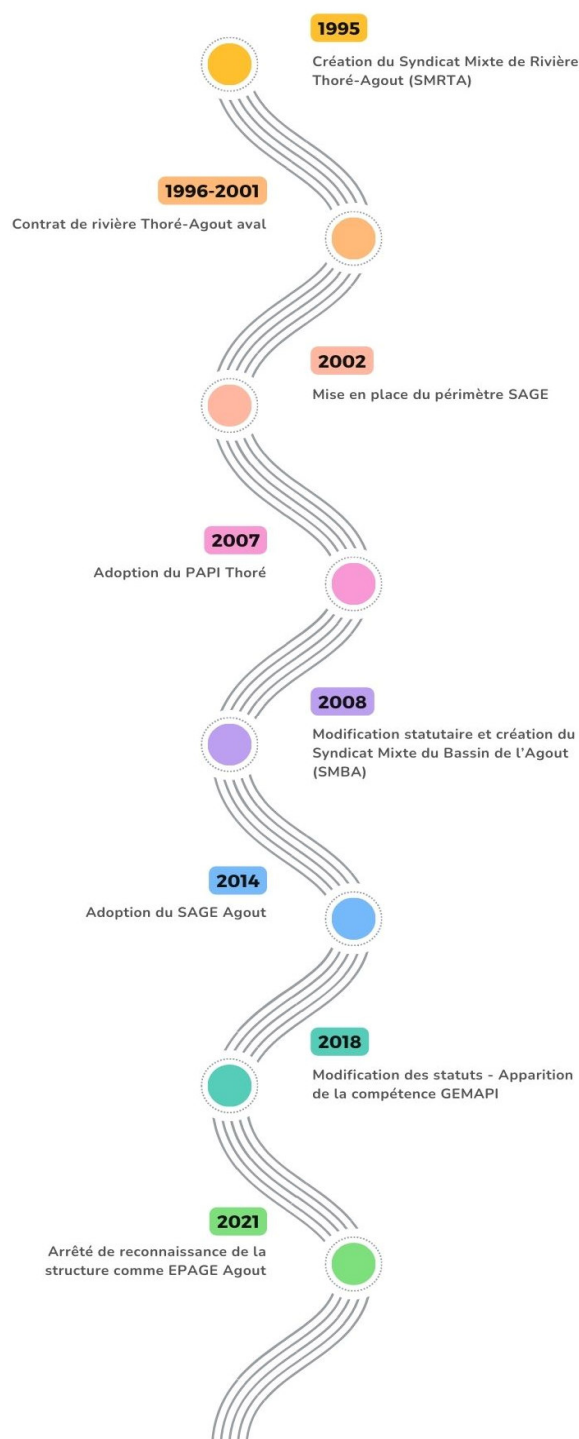 1995
Création du Syndicat Mixte de Rivière
Thoré-Agout (SMRTA)
1996-2001
Contrat de rivière Thoré-Agout aval
2002
Mise en place du périmètre SAGE
2007
Adoption du PAPI Thoré
2008
Modification statutaire et création du
Syndicat Mixte du Bassin de l'Agout
(SMBA)
2014
Adoption du SAGE Agout
2018
Modification des statuts - Apparition
de la compétence GEMAPI
2021
Arrêté de reconnaissance de la
structure comme EPAGE Agout